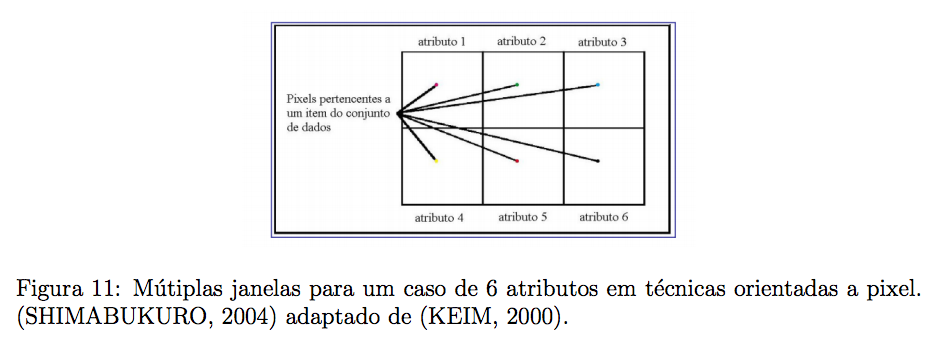 atributo 1 atributo 2 atributo 3
Pixels pertencentes a
um item do conjunto
de dados
atributo 4 atributo 5 atributo 6
Figura 11: Mútiplas janelas para um caso de 6 atributos em técnicas orientadas a pixel.
(SHIMABUKURO, 2004) adaptado de (KEIM, 2000).